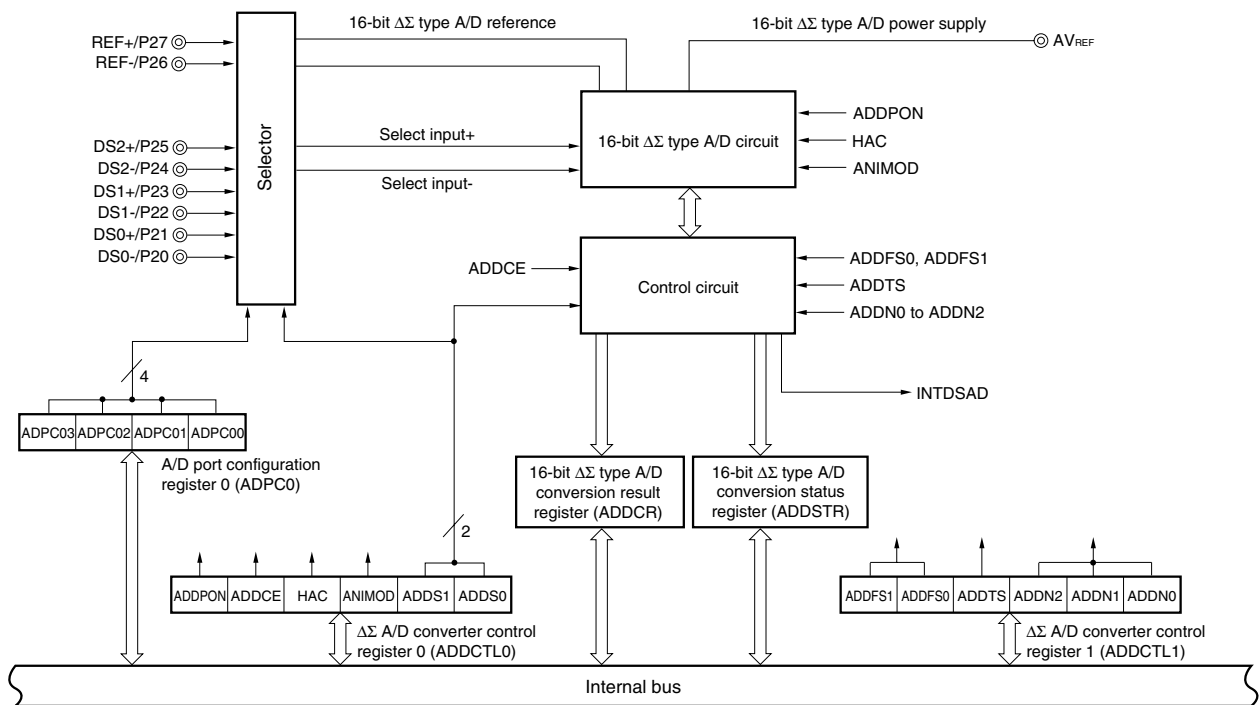 16-bit ΔΣ type A/D reference
16-bit ΔΣ type A/D power supply
REF+/P27
REF-/P26
AVREF
Selector
DS2+/P25
DS2-/P24
DS1+/P23
DS1-/P22
DS0+/P21
DS0-/P20
Select input+
Select input-
16-bit ΔΣ type A/D circuit
ADDPON
HAC
ANIMOD
ADDCE
Control circuit
ADDFS0, ADDFS1
ADDTS
ADDN0 to ADDN2
INTDSAD
4
ADPC03 ADPC02 ADPC01 ADPC00
A/D port configuration
register 0 (ADPC0)
2
16-bit ΔΣ type A/D
conversion result
register (ADDCR)
16-bit ΔΣ type A/D
conversion status
register (ADDSTR)
ADDPON ADDCE HAC ANIMOD ADDS1 ADDS0
ΔΣ A/D converter control
register 0 (ADDCTL0)
ADDFS1 ADDFS0 ADDTS ADDN2 ADDN1 ADDN0
ΔΣ A/D converter control
register 1 (ADDCTL1)
Internal bus